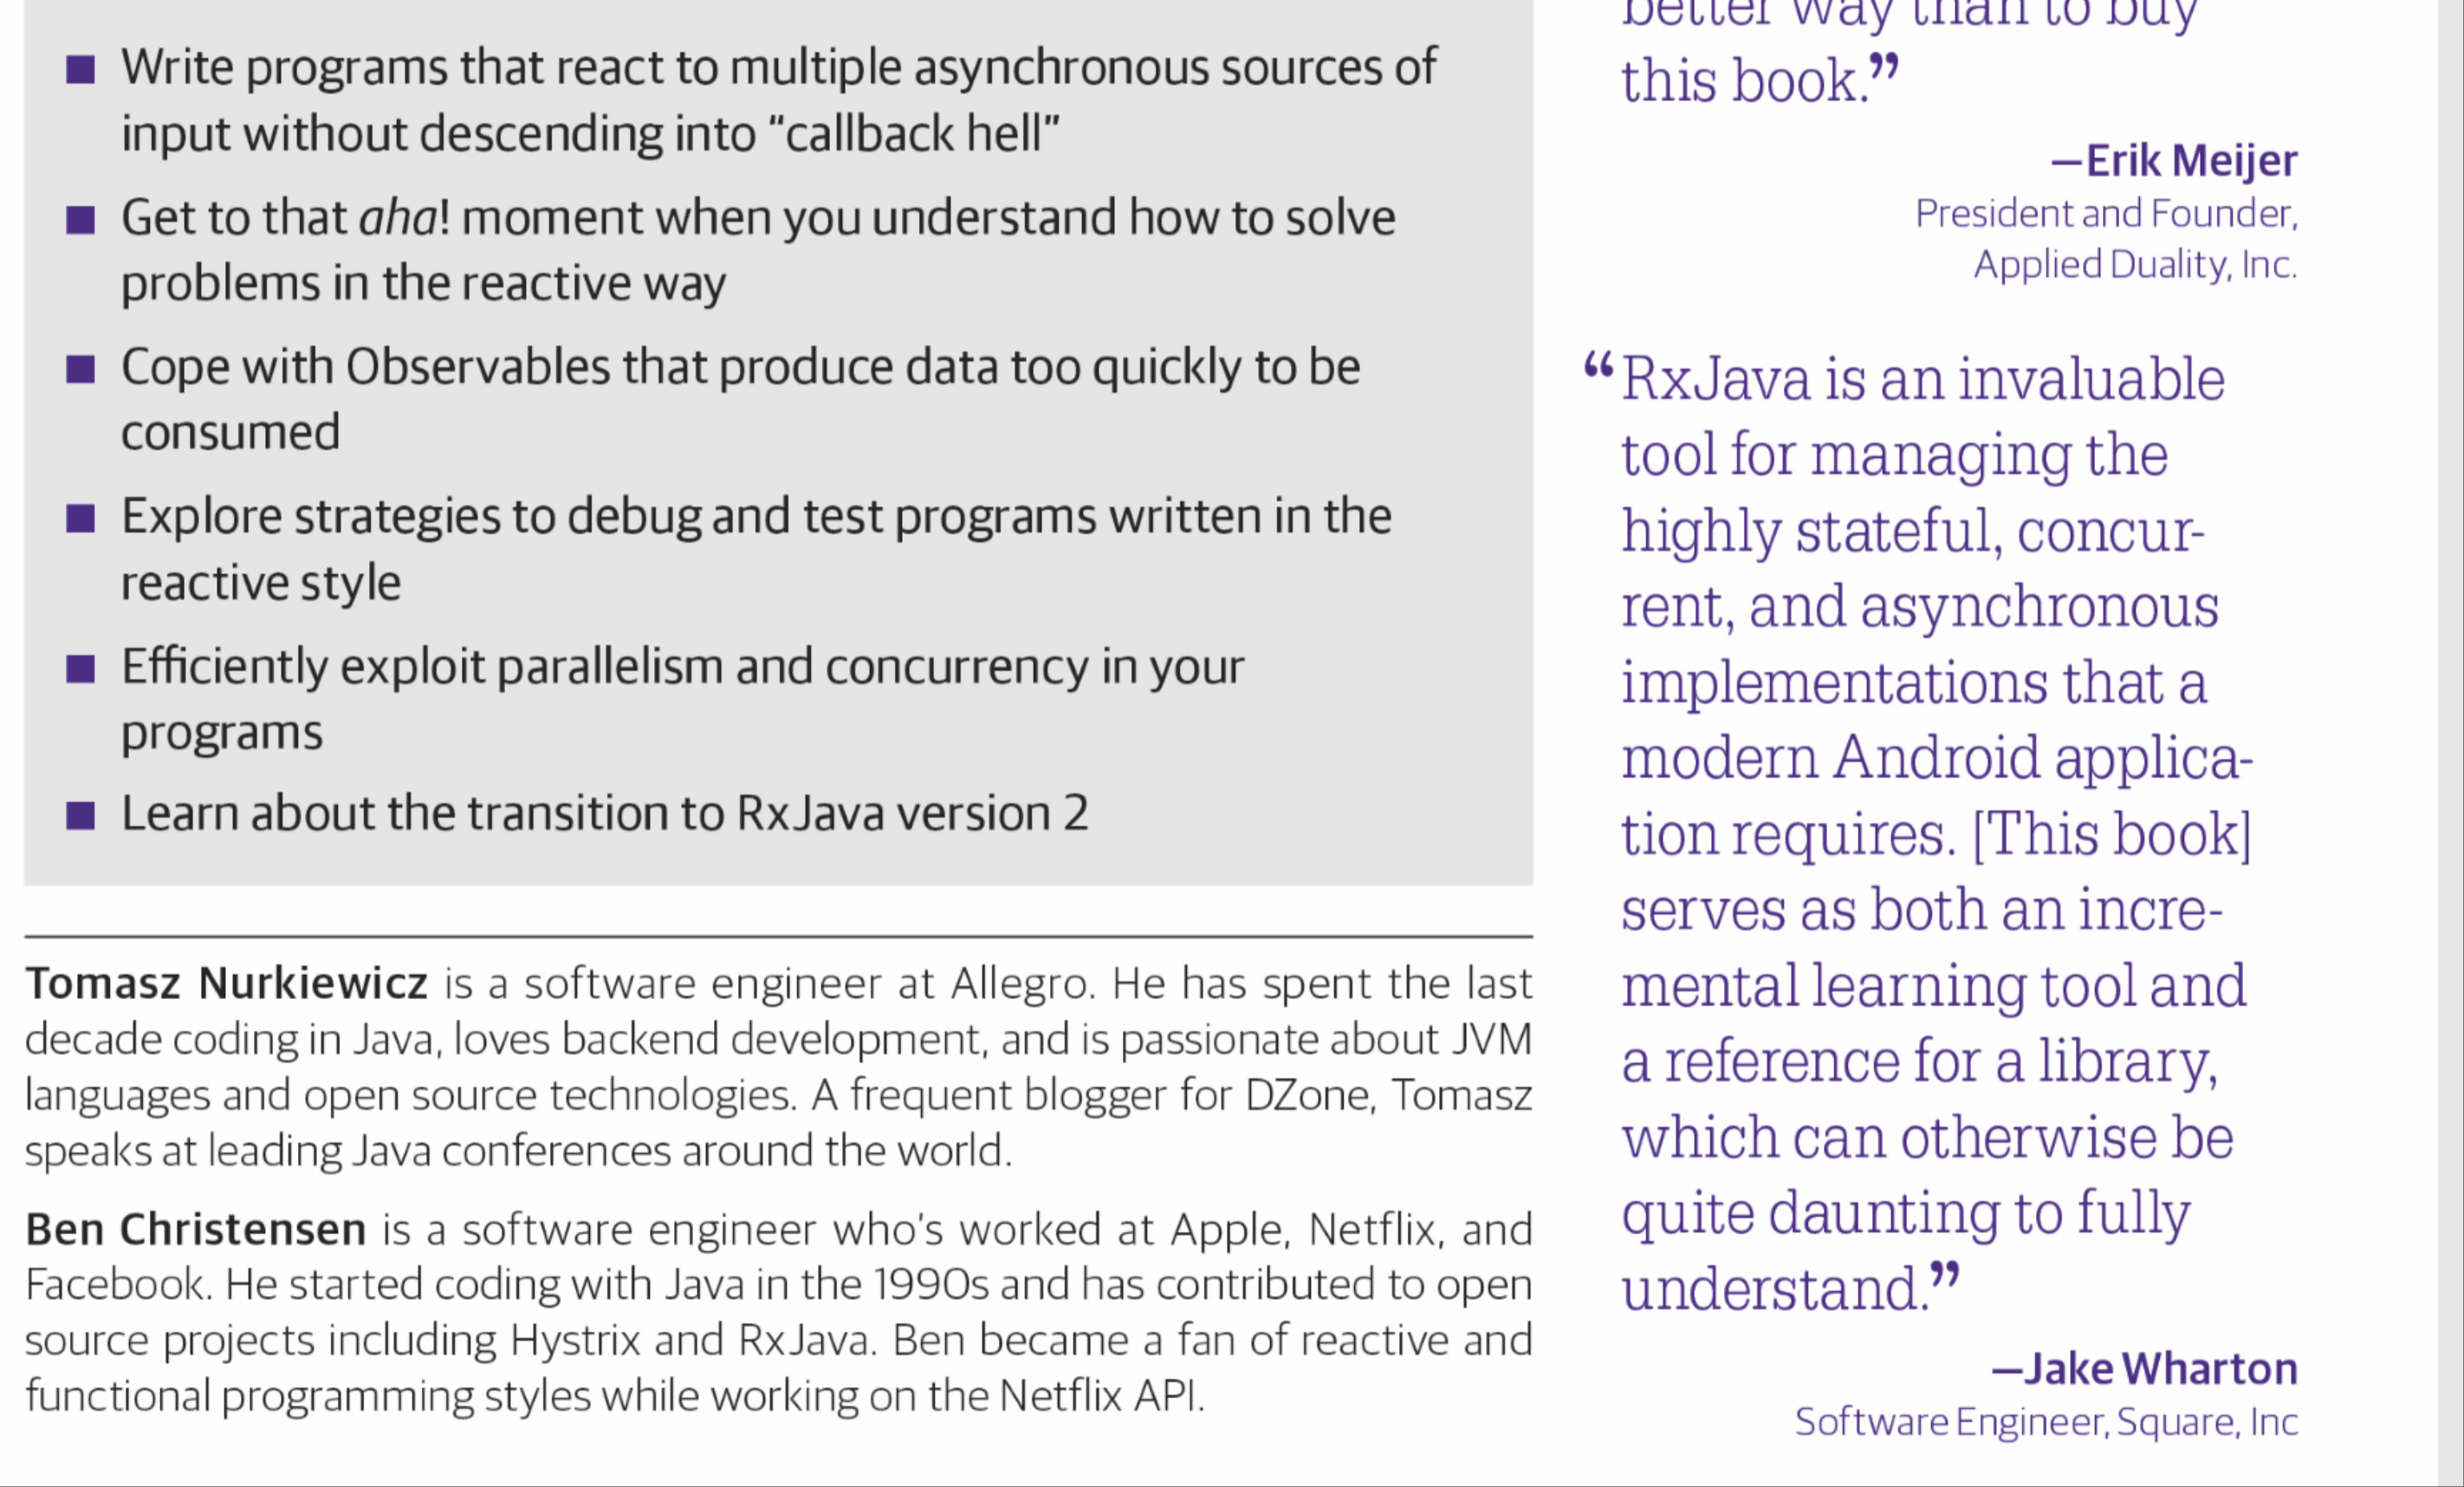 Write programs that react to multiple asynchronous sources of
input without descending into "callback hell"
Get to that aha! moment when you understand how to solve
problems in the reactive way
Cope with Observables that produce data too quickly to be
consumed
Explore strategies to debug and test programs written in the
reactive style
Efficiently exploit parallelism and concurrency in your
programs
Learn about the transition to RxJava version 2
Tomasz Nurkiewicz is a software engineer at Allegro. He has spent the last
decade coding in Java, loves backend development, and is passionate about JVM
languages and open source technologies. A frequent blogger for DZone, Tomasz
speaks at leading Java conferences around the world.
Ben Christensen is a software engineer who's worked at Apple, Netflix, and
Facebook. He started coding with Java in the 1990s and has contributed to open
source projects including Hystrix and RxJava. Ben became a fan of reactive and
functional programming styles while working on the Netflix API.
better way than to buy
this book.”
—Erik Meijer
President and Founder,
Applied Duality, Inc.
“RxJava is an invaluable
tool for managing the
highly stateful, concur-
rent, and asynchronous
implementations that a
modern Android applica-
tion requires. [This book]
serves as both an incre-
mental learning tool and
a reference for a library,
which can otherwise be
quite daunting to fully
understand.”
—Jake Wharton
Software Engineer, Square, Inc